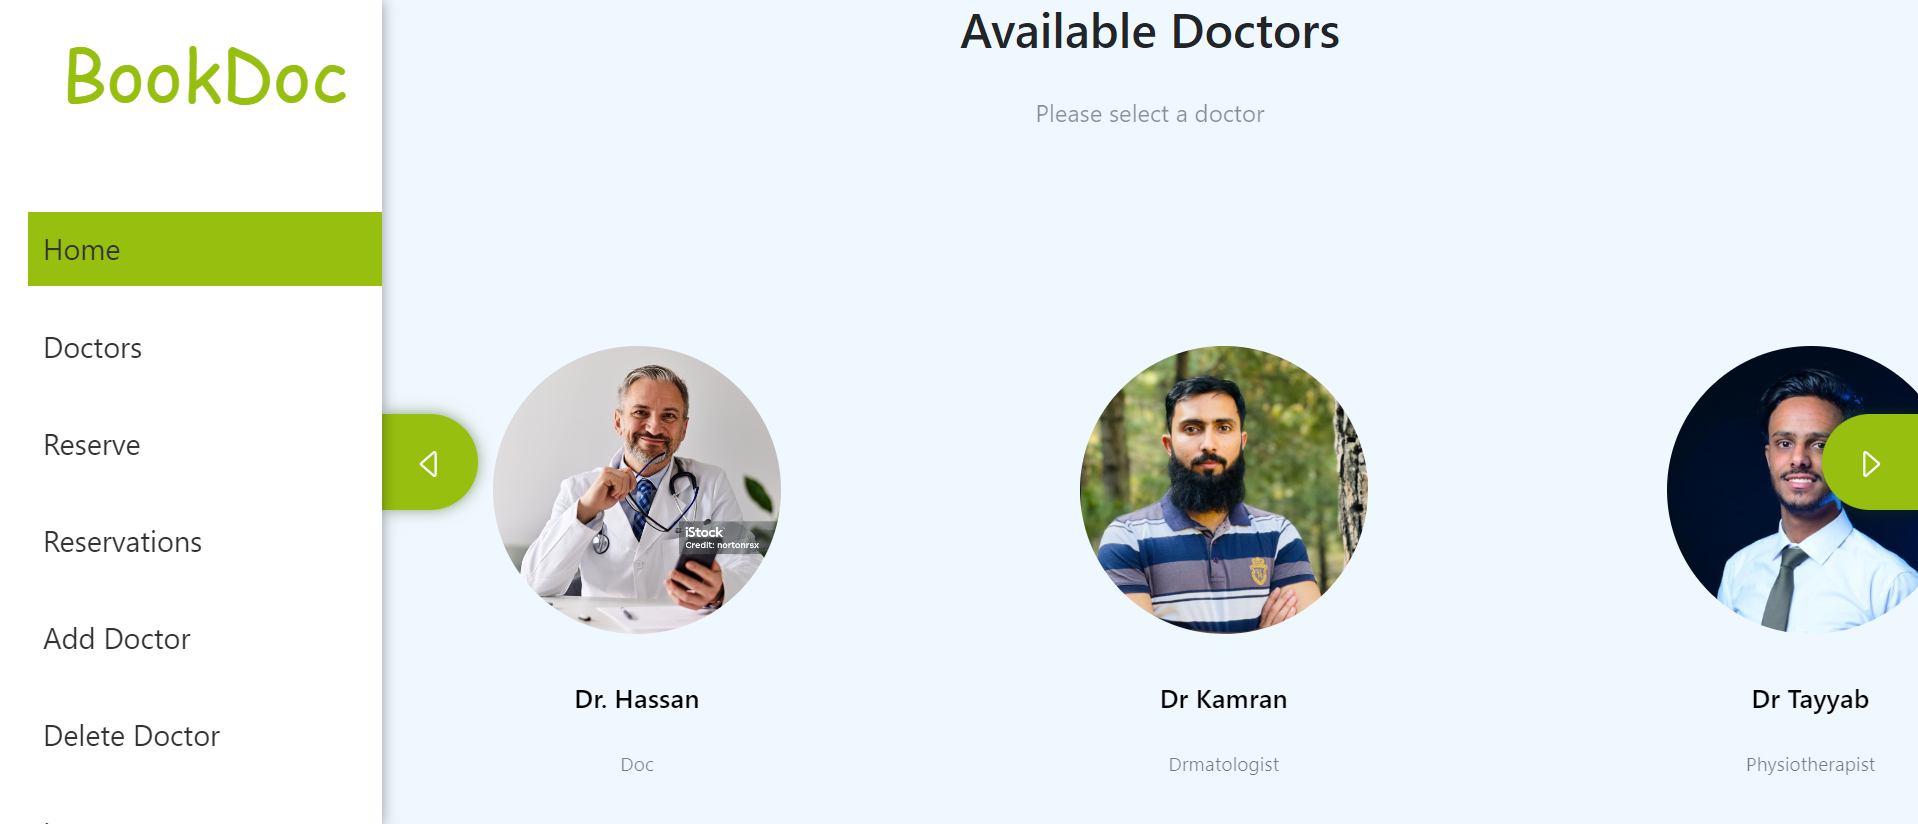 BookDoc
Home
Doctors
Reserve
Reservations
Add Doctor
Delete Doctor
Available Doctors
Please select a doctor
iStock
Credit: nortonrsx
Dr. Hassan
Doc
Dr Kamran
Drmatologist
Dr Tayyab
Physiotherapist